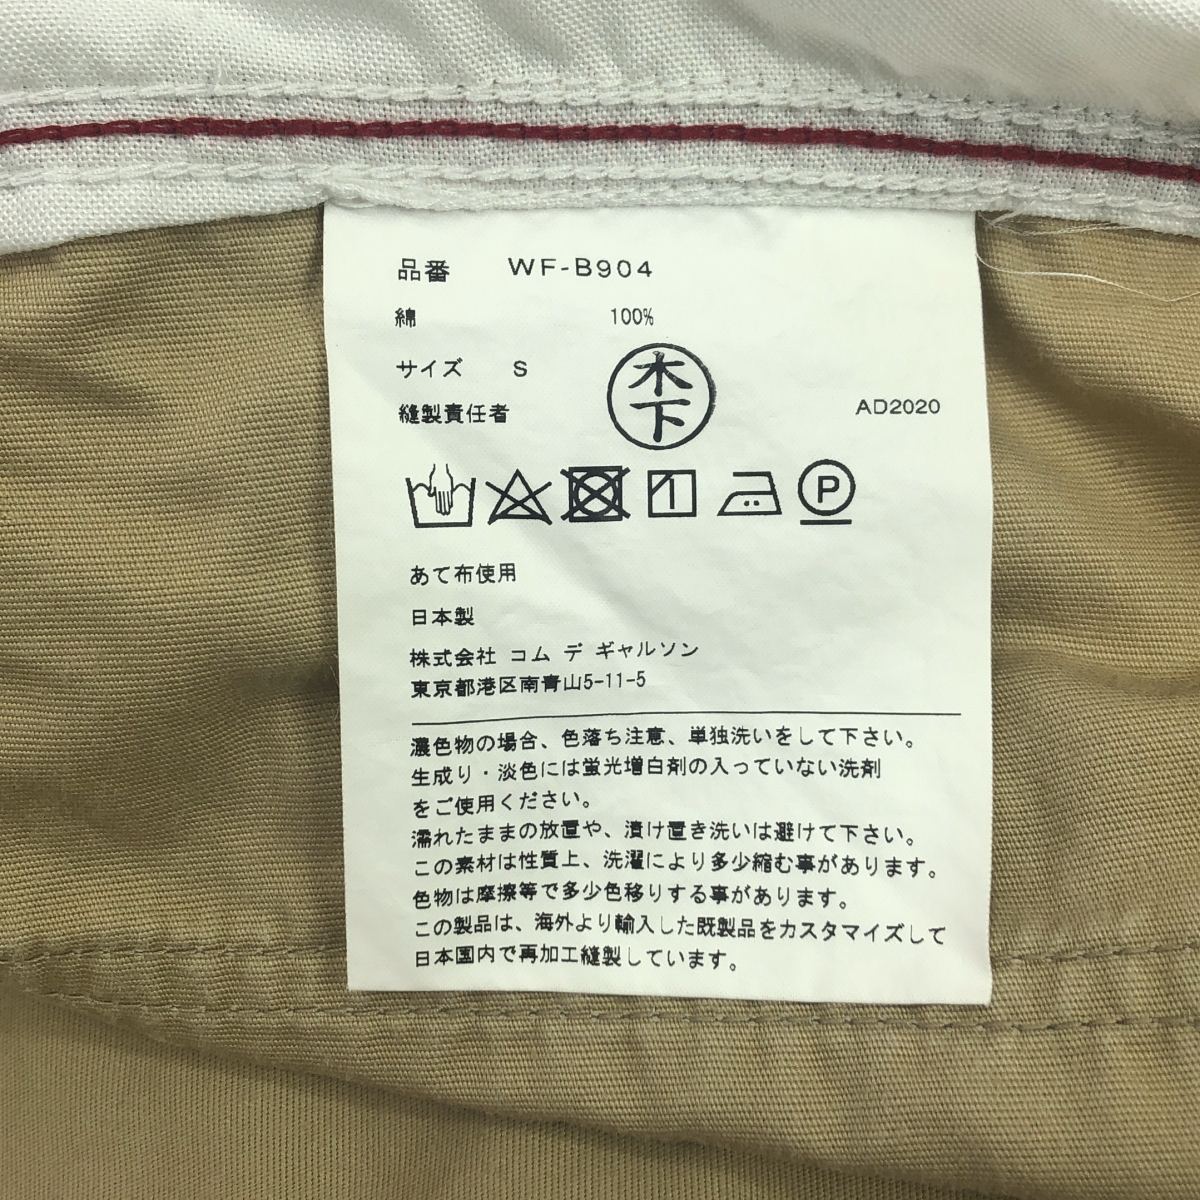 品番 WF-B904
綿 100%
サイズ S
縫製責任者 木下 AD2020
P
あて布使用
日本製
株式会社 コム デ ギャルソン
東京都港区南青山5-11-5
濃色物の場合、色落ち注意、単独洗いをして下さい。
生成り・淡色には蛍光増白剤の入っていない洗剤
をご使用ください。
濡れたままの放置や、漬け置き洗いは避けて下さい。
この素材は性質上、洗濯により多少縮む事があります。
色物は摩擦等で多少色移りする事があります。
この製品は、海外より輸入した既製品をカスタマイズして
日本国内で再加工縫製しています。